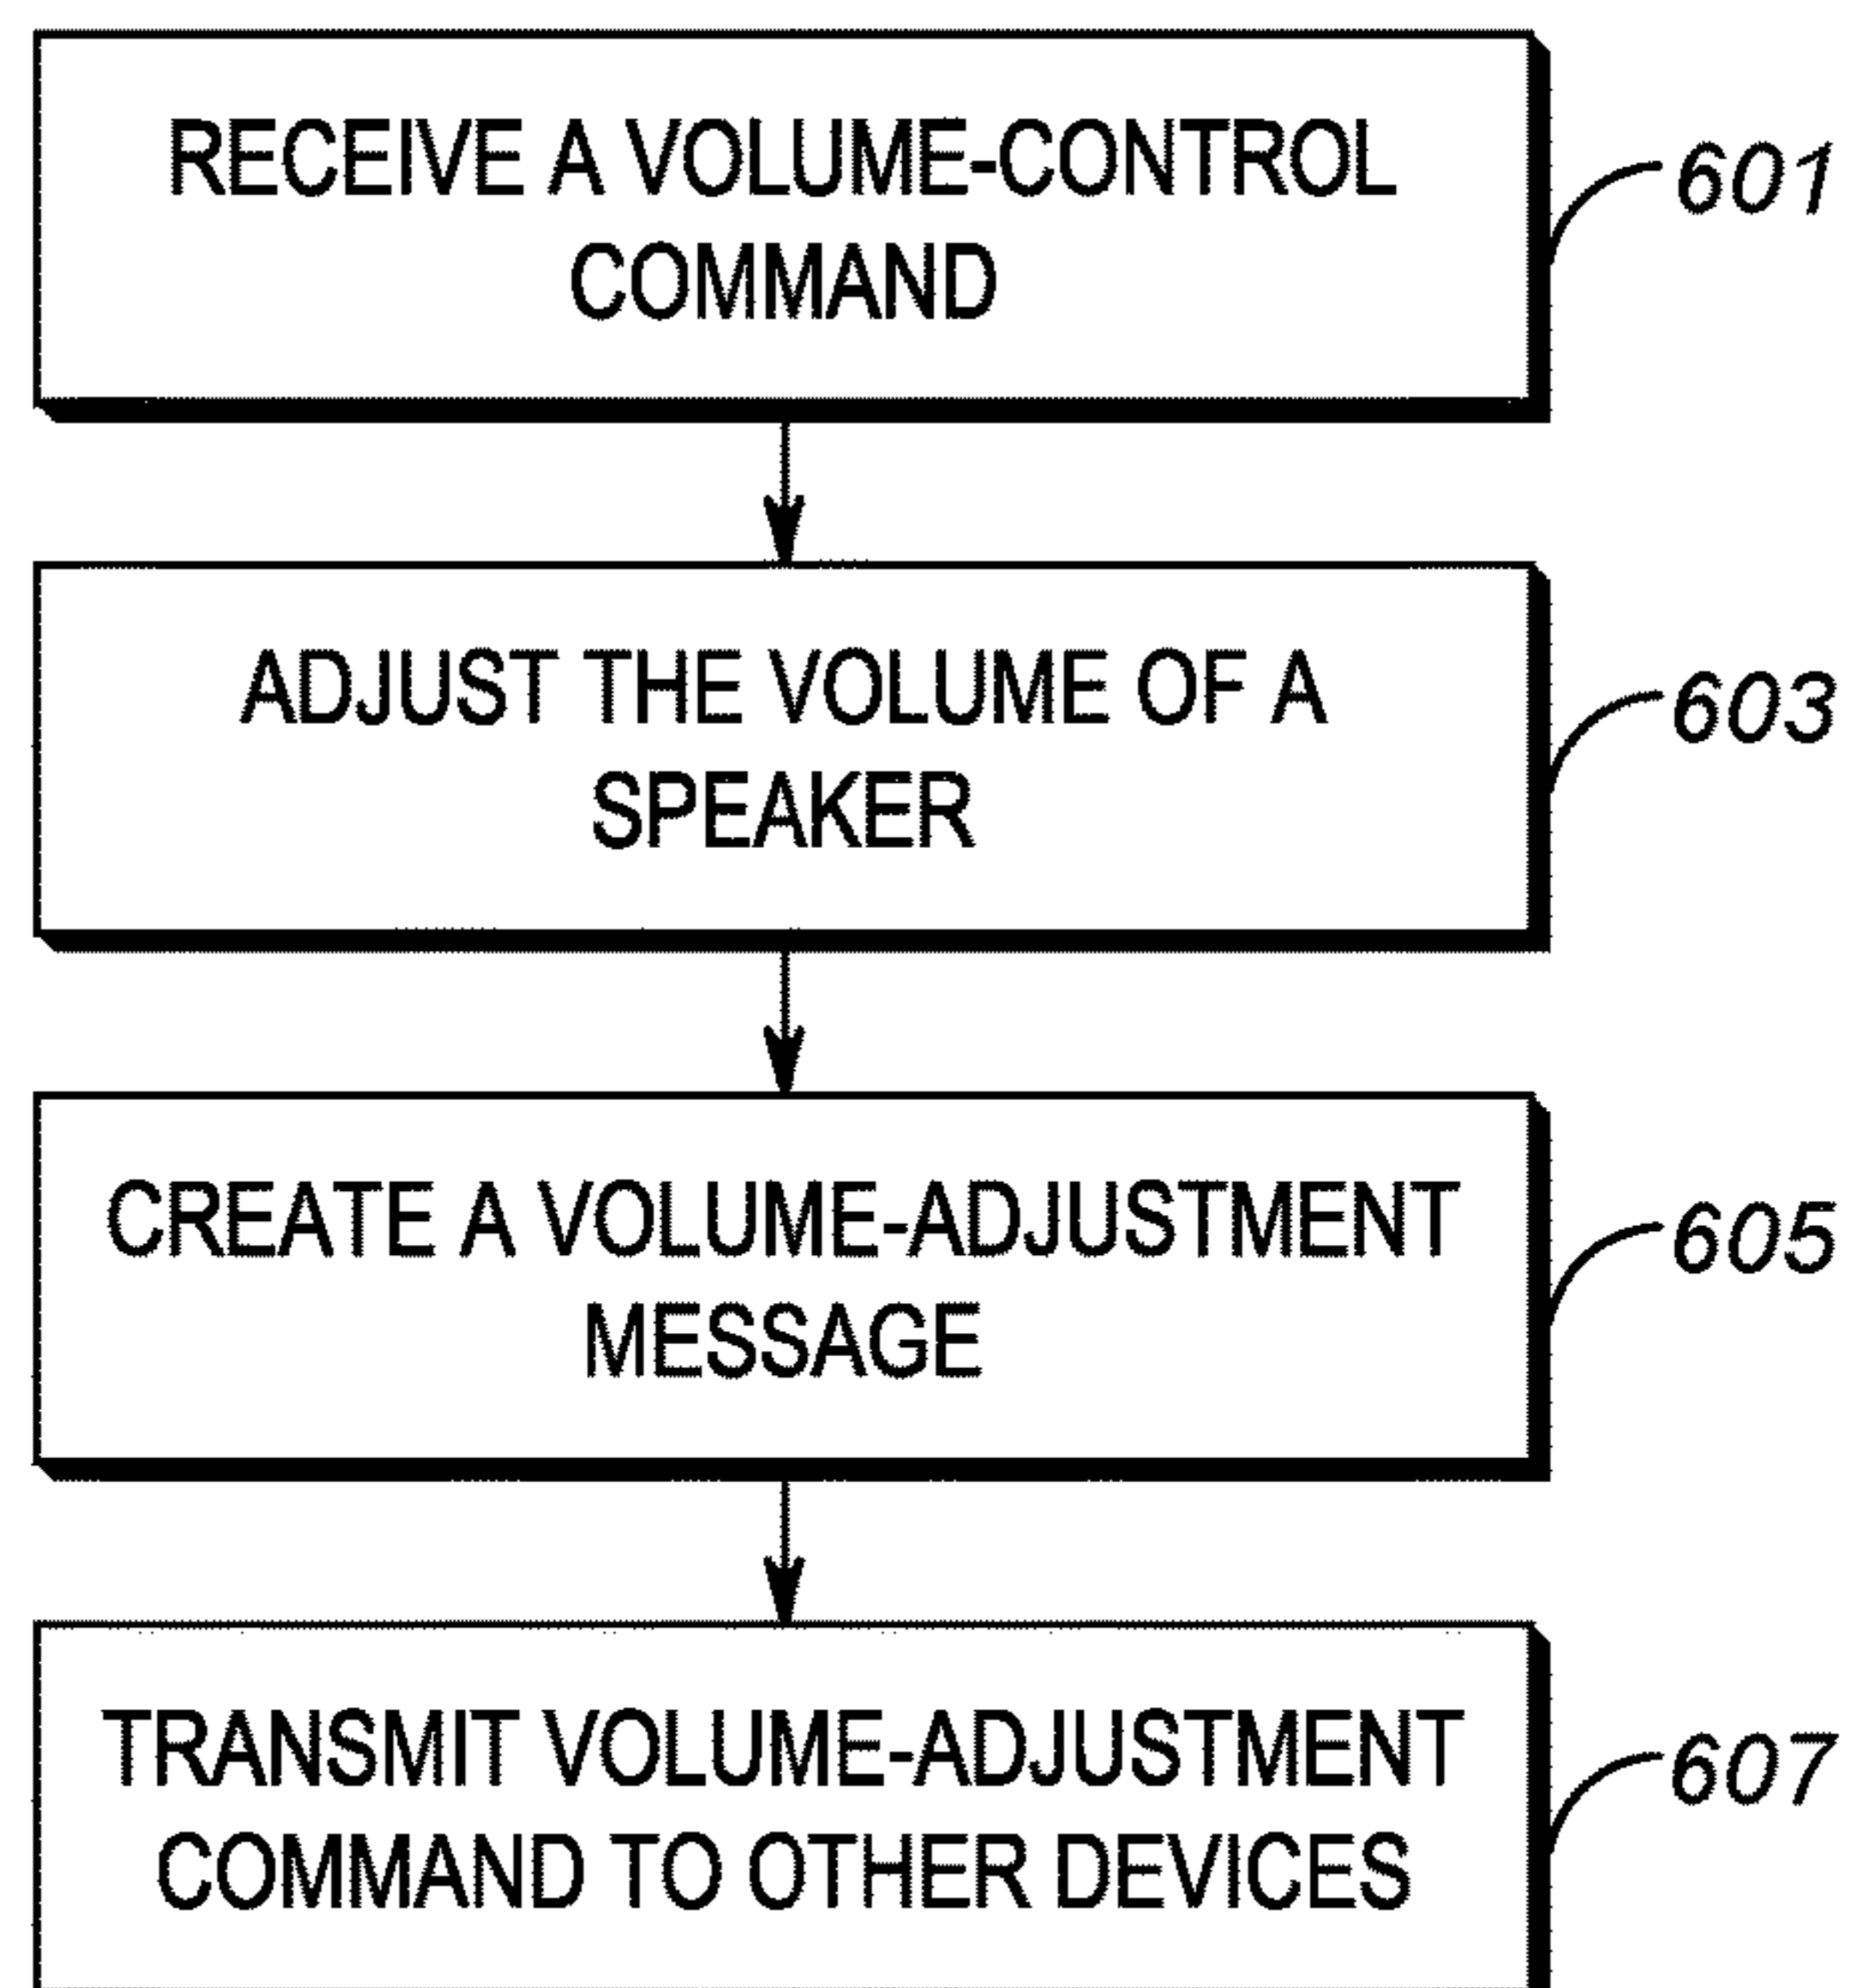 RECEIVE A VOLUME-CONTROL
COMMAND
601
ADJUST THE VOLUME OF A
SPEAKER
603
CREATE A VOLUME-ADJUSTMENT
MESSAGE
605
TRANSMIT VOLUME-ADJUSTMENT
COMMAND TO OTHER DEVICES
607